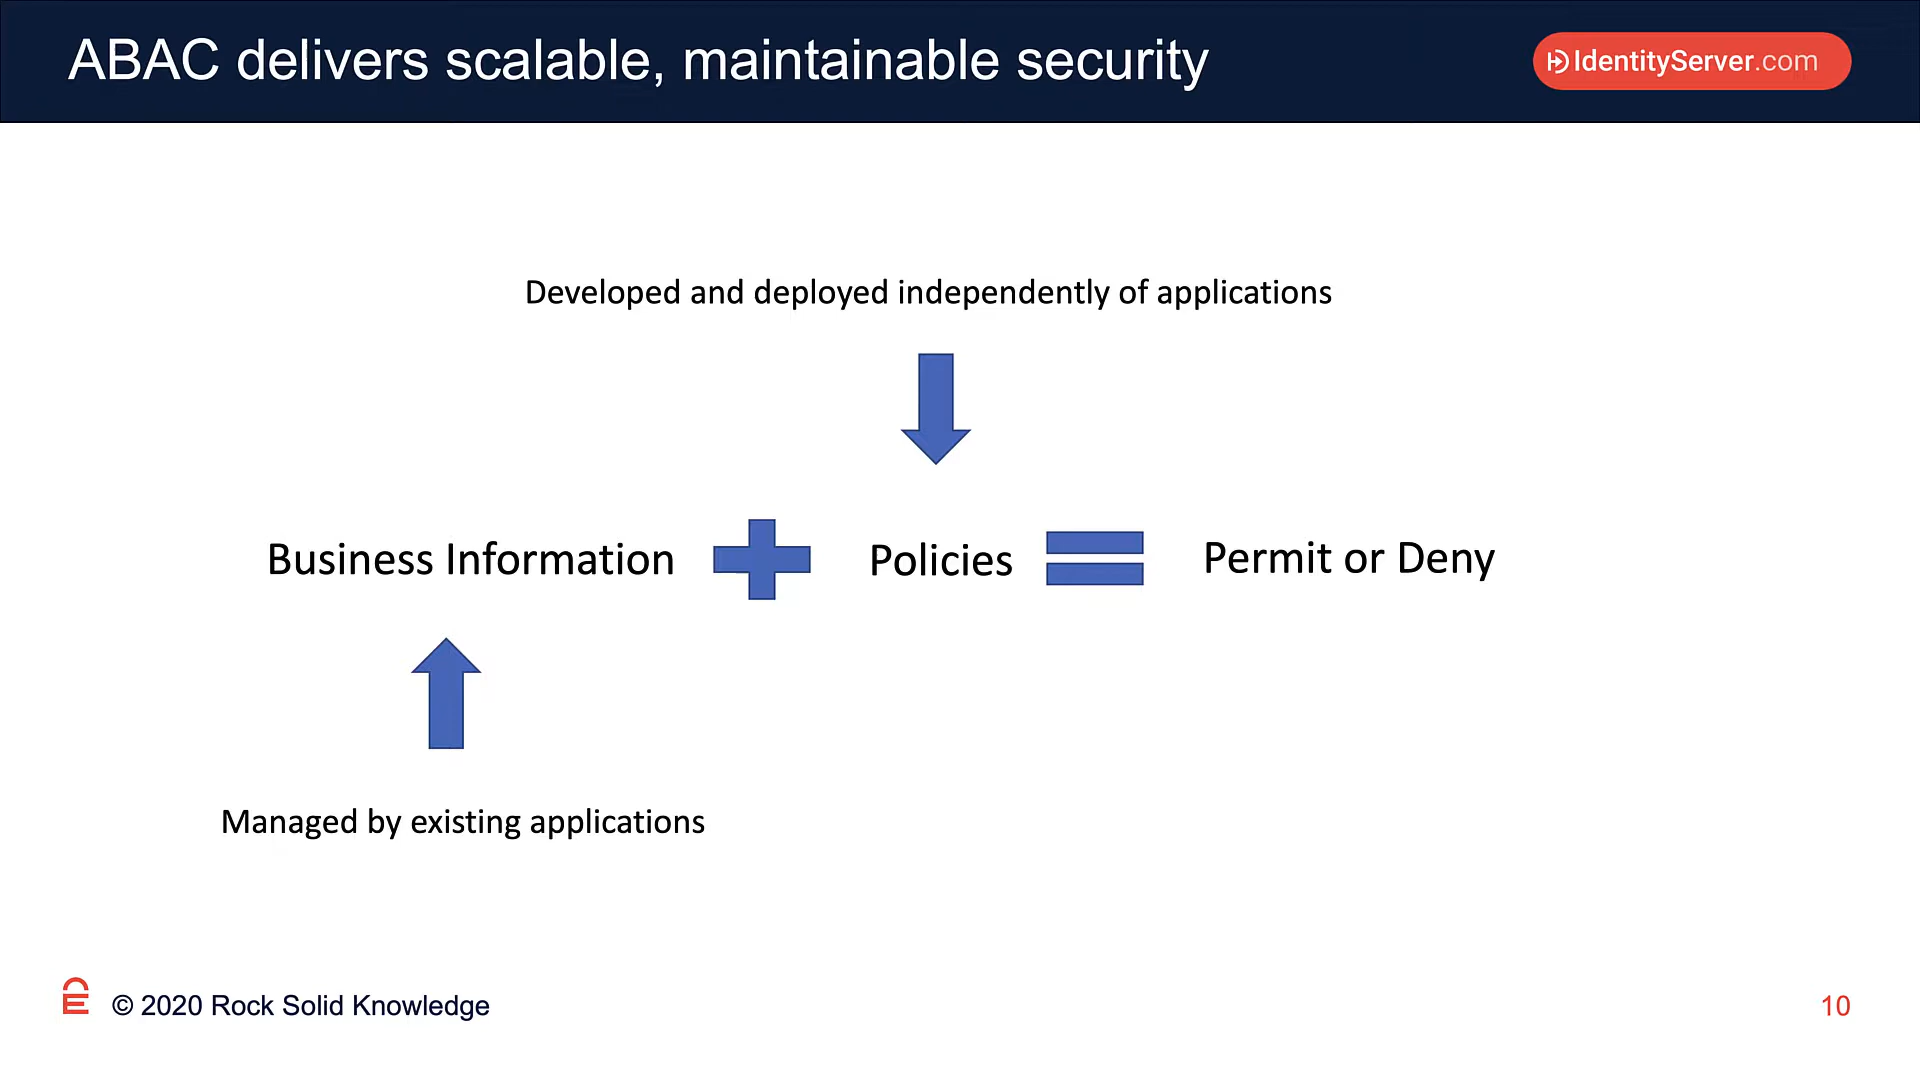 ABAC delivers scalable, maintainable security
IdentityServer.com
Developed and deployed independently of applications
Business Information
Policies
Permit or Deny
Managed by existing applications
© 2020 Rock Solid Knowledge
10